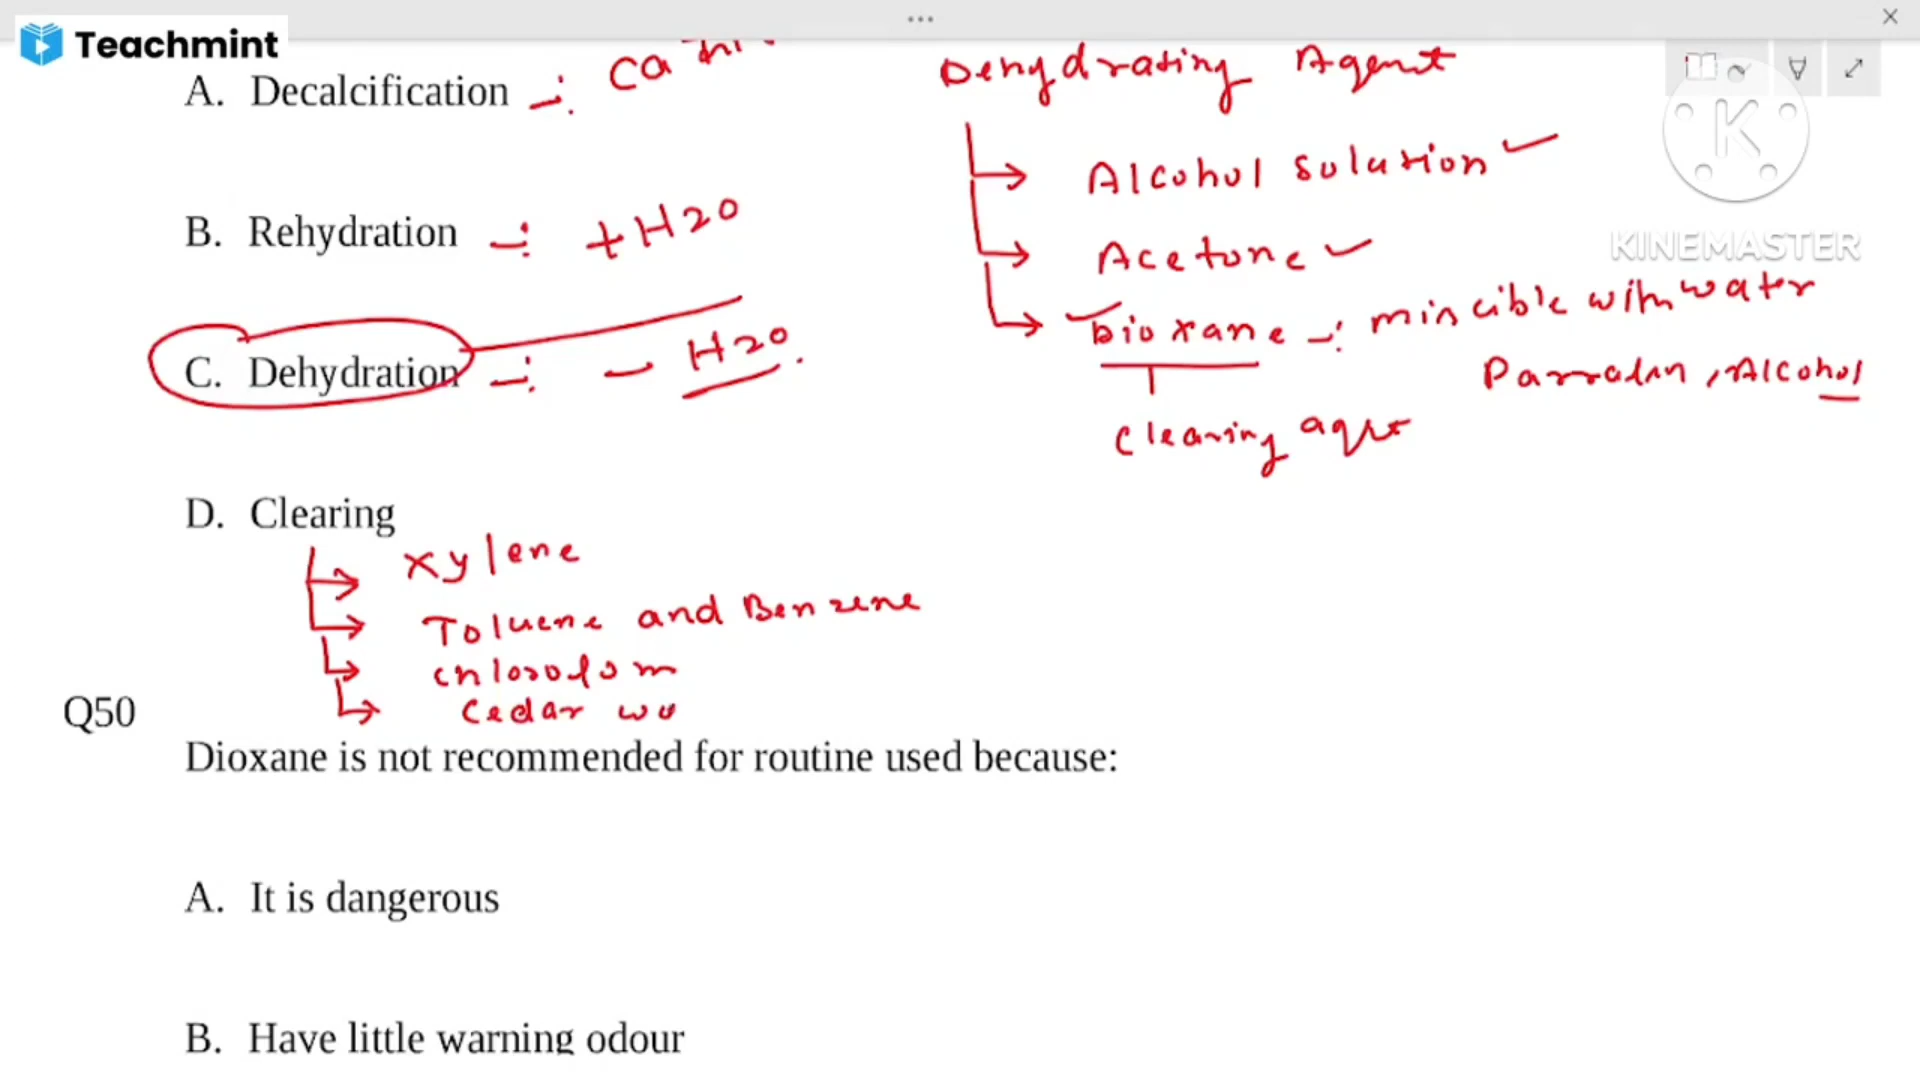 Teachmint
A. Decalcification -: ca
Dehydrating Agent
Alcohol solution
B. Rehydration -: +H2O
Acetone
KINEMASTER
Dioxane -: miscible with water
C. Dehydration -: - H2O.
, Alcohol
clearing agent
D. Clearing
xylene
Toluene and Benzene
chloroform
Q50
Cedar wo
Dioxane is not recommended for routine used because:
A. It is dangerous
B. Have little warning odour